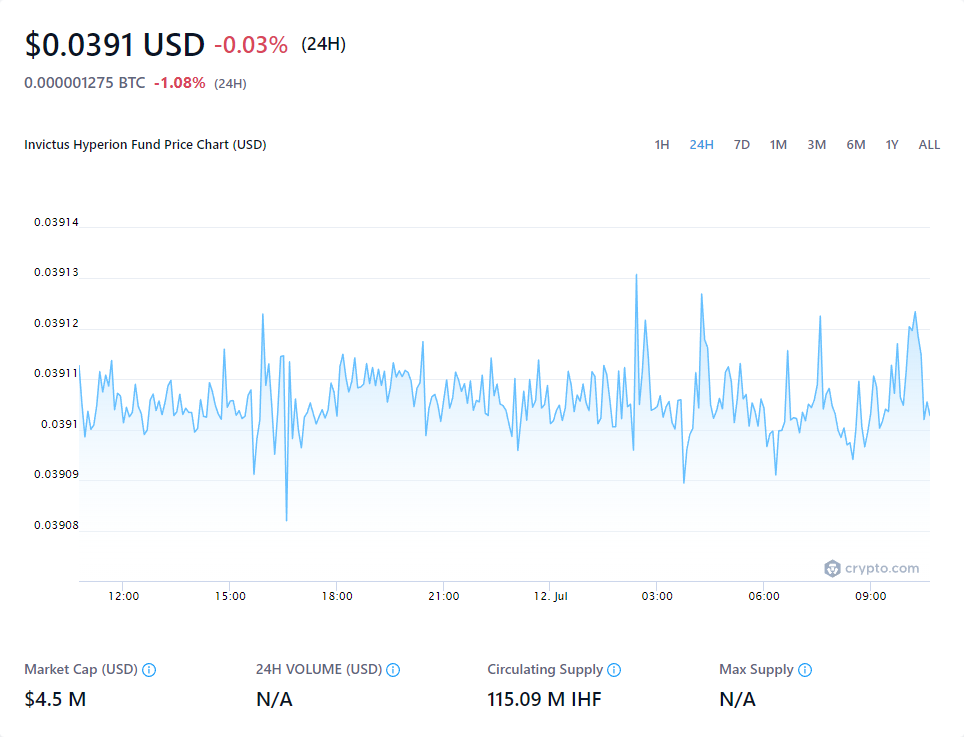 $0.0391 USD -0.03% (24H)
0.000001275 BTC -1.08% (24H)
Invictus Hyperion Fund Price Chart (USD) 1H 24H 7D 1M 3M 6M 1Y ALL
0.03914
0.03913
0.03912
0.03911
0.0391
0.03909
0.03908
crypto.com
12:00 15:00 18:00 21:00 12. Jul 03:00 06:00 09:00
Market Cap (USD) 24H VOLUME (USD) Circulating Supply Max Supply
$4.5 M N/A 115.09 M IHF N/A